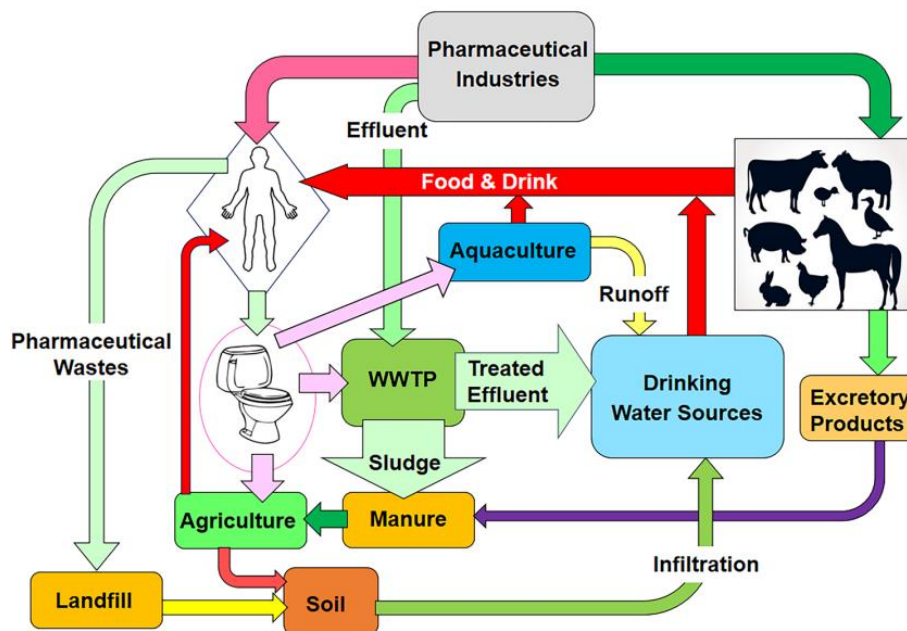 Pharmaceutical
Industries
Effluent
Food & Drink
Aquaculture
Runoff
Pharmaceutical
Wastes
WWTP
Treated
Effluent
Drinking
Water Sources
Excretory
Products
Sludge
Agriculture
Manure
Infiltration
Landfill
Soil